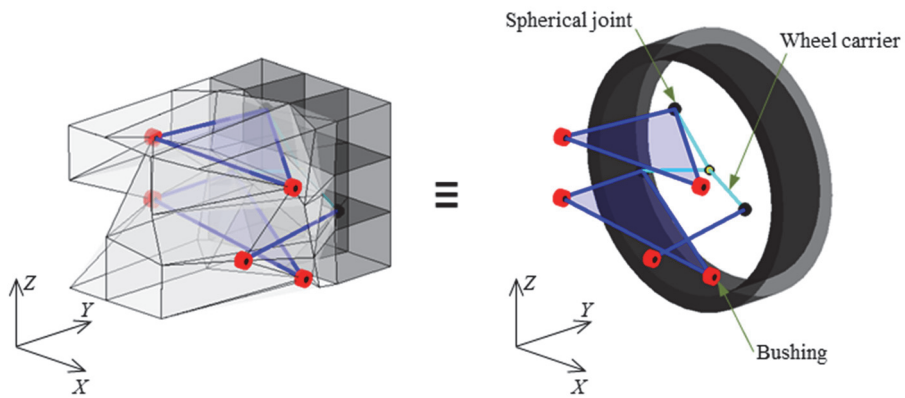 Spherical joint
Wheel carrier
≡
Z
Y
X
Z
Y
X
Bushing